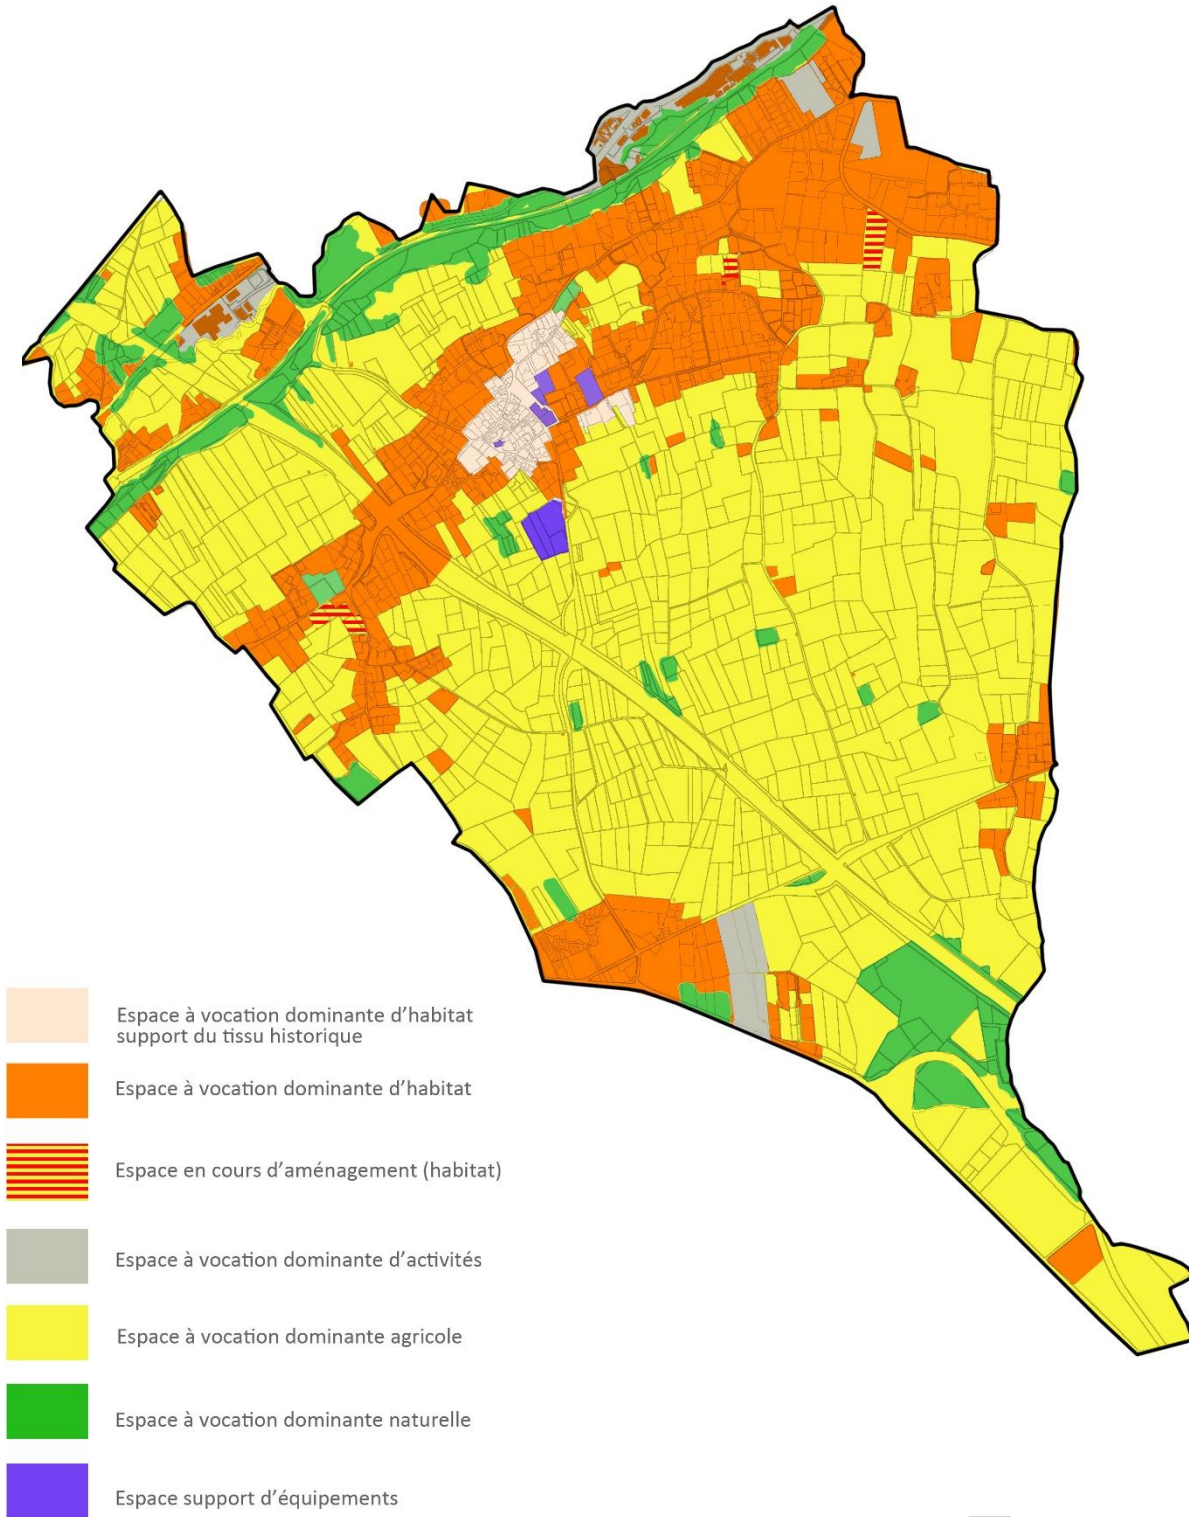 Espace à vocation dominante d’habitat
support du tissu historique
Espace à vocation dominante d’habitat
Espace en cours d’aménagement (habitat)
Espace à vocation dominante d’activités
Espace à vocation dominante agricole
Espace à vocation dominante naturelle
Espace support d’équipements